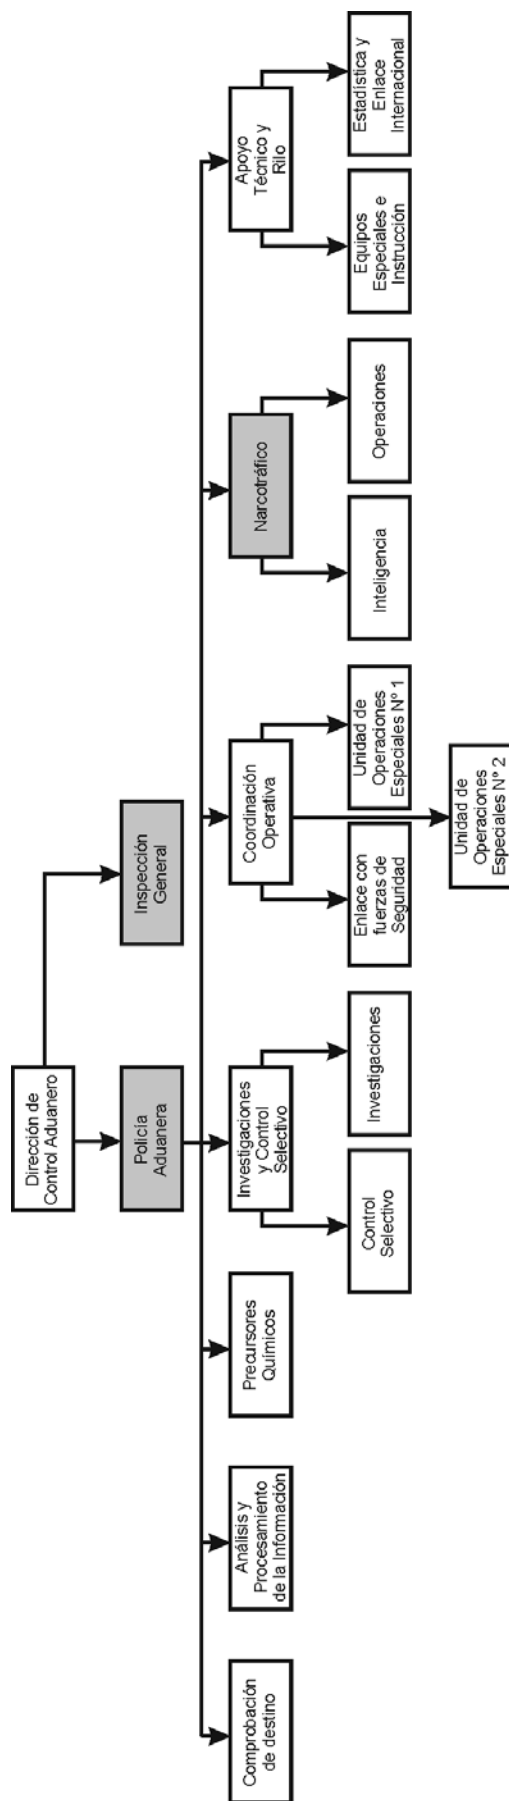 Dirección de
Control Aduanero
Policía
Aduanera
Inspección
General
Comprobación
de destino
Análisis y
Procesamiento
de la Información
Precursores
Químicos
Investigaciones
y Control
Selectivo
Coordinación
Operativa
Narcotráfico
Apoyo
Técnico y
Rilo
Control
Selectivo
Investigaciones
Enlace con
fuerzas de
Seguridad
Unidad de
Operaciones
Especiales Nº 1
Inteligencia
Operaciones
Equipos
Especiales e
Instrucción
Estadística y
Enlace
Internacional
Unidad de
Operaciones
Especiales Nº 2